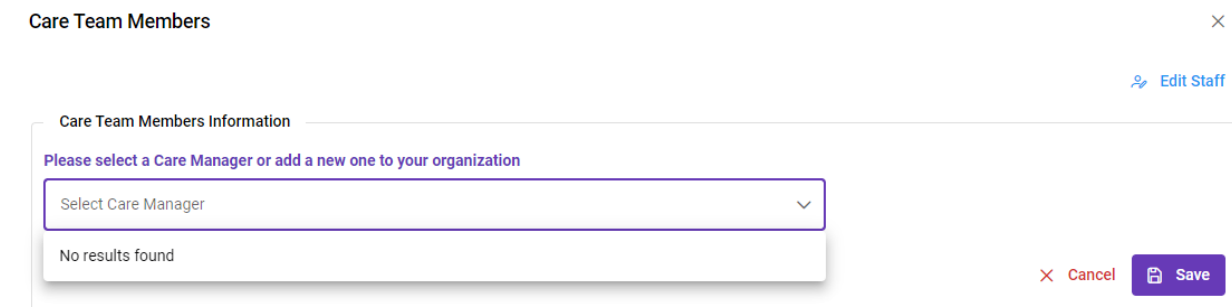 Care Team Members
Edit Staff
Care Team Members Information
Please select a Care Manager or add a new one to your organization
Select Care Manager
No results found
Cancel
Save